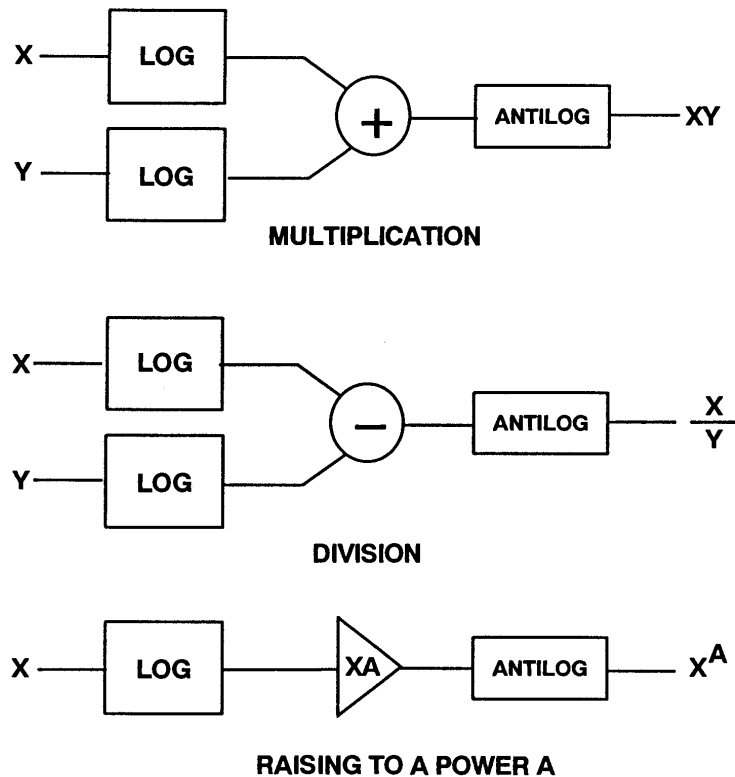 X LOG
+ ANTILOG XY
Y LOG
MULTIPLICATION
X LOG
− ANTILOG X
Y
Y LOG
DIVISION
X LOG XA ANTILOG X^A
RAISING TO A POWER A